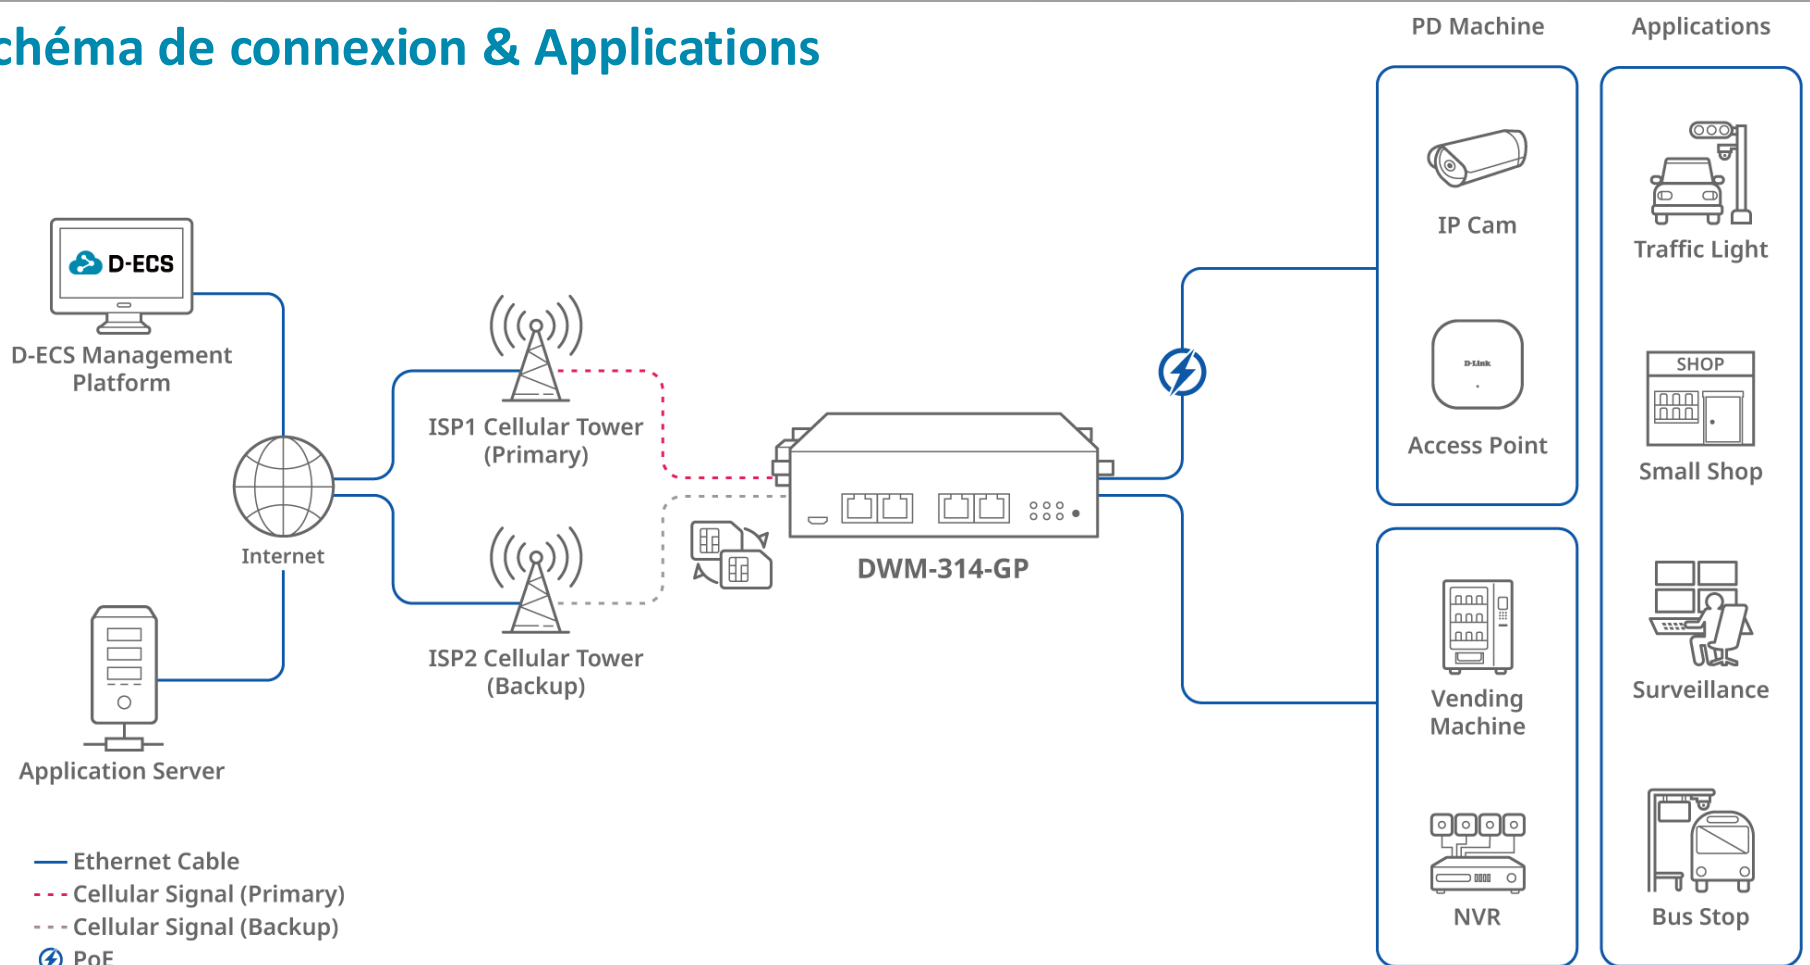 chéma de connexion & Applications
PD Machine
Applications
D-ECS
D-ECS Management
Platform
Internet
Application Server
ISP1 Cellular Tower
(Primary)
ISP2 Cellular Tower
(Backup)
DWM-314-GP
IP Cam
D-Link
Access Point
Vending
Machine
NVR
Traffic Light
SHOP
Small Shop
Surveillance
Bus Stop
Ethernet Cable
Cellular Signal (Primary)
Cellular Signal (Backup)
PoE